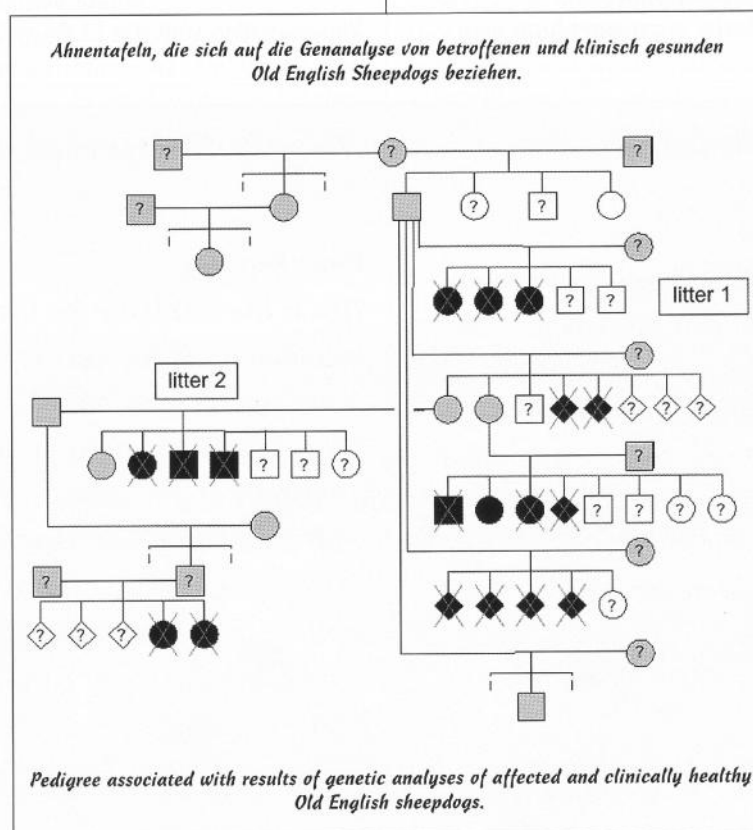 Ahnentafeln, die sich auf die Genanalyse von betroffenen und klinisch gesunden
Old English Sheepdogs beziehen.
? ? ?
? ? ?
?
? ? litter 1
?
litter 2
? ? ? ?
? ? ? ?
? ? ? ?
?
? ?
?
? ? ?
?
Pedigree associated with results of genetic analyses of affected and clinically healthy
Old English sheepdogs.